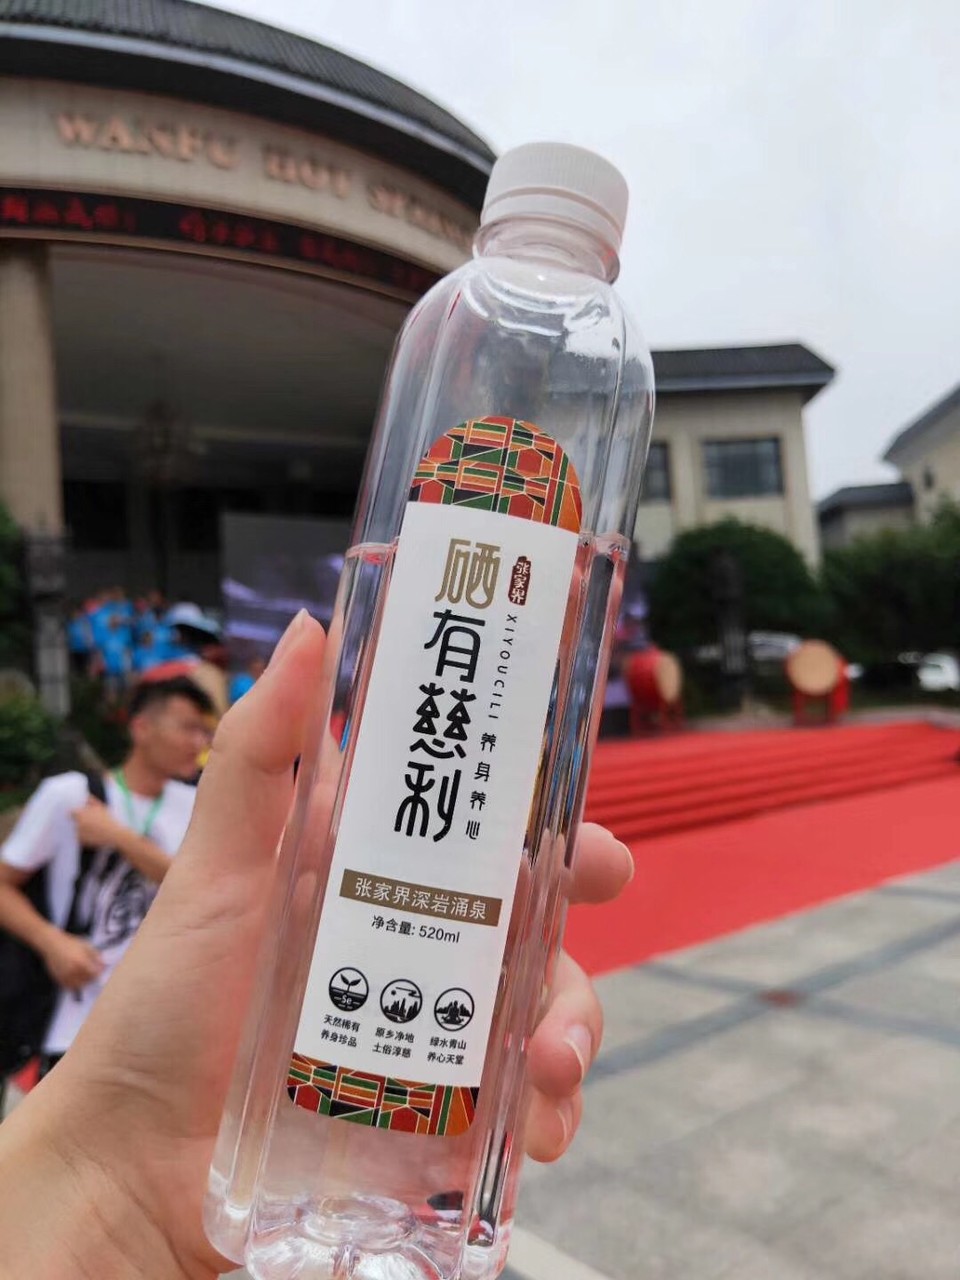 WANFU HOT SPRING
硒有慈利
张家界
XIYOUCILI 养身养心
张家界深岩涌泉
净含量: 520ml
Se
天然稀有
养身珍品
原乡净地
土俗淳慈
绿水青山
养心天堂